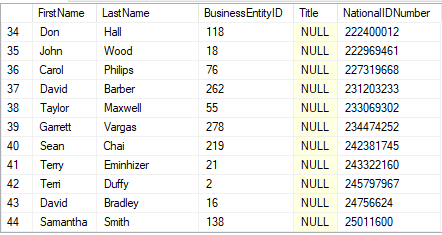 FirstName LastName BusinessEntityID Title NationalIDNumber
34 Don Hall 118 NULL 222400012
35 John Wood 18 NULL 222969461
36 Carol Philips 76 NULL 227319668
37 David Barber 262 NULL 231203233
38 Taylor Maxwell 55 NULL 233069302
39 Garrett Vargas 278 NULL 234474252
40 Sean Chai 219 NULL 242381745
41 Terry Eminhizer 21 NULL 243322160
42 Terri Duffy 2 NULL 245797967
43 David Bradley 16 NULL 24756624
44 Samantha Smith 138 NULL 25011600